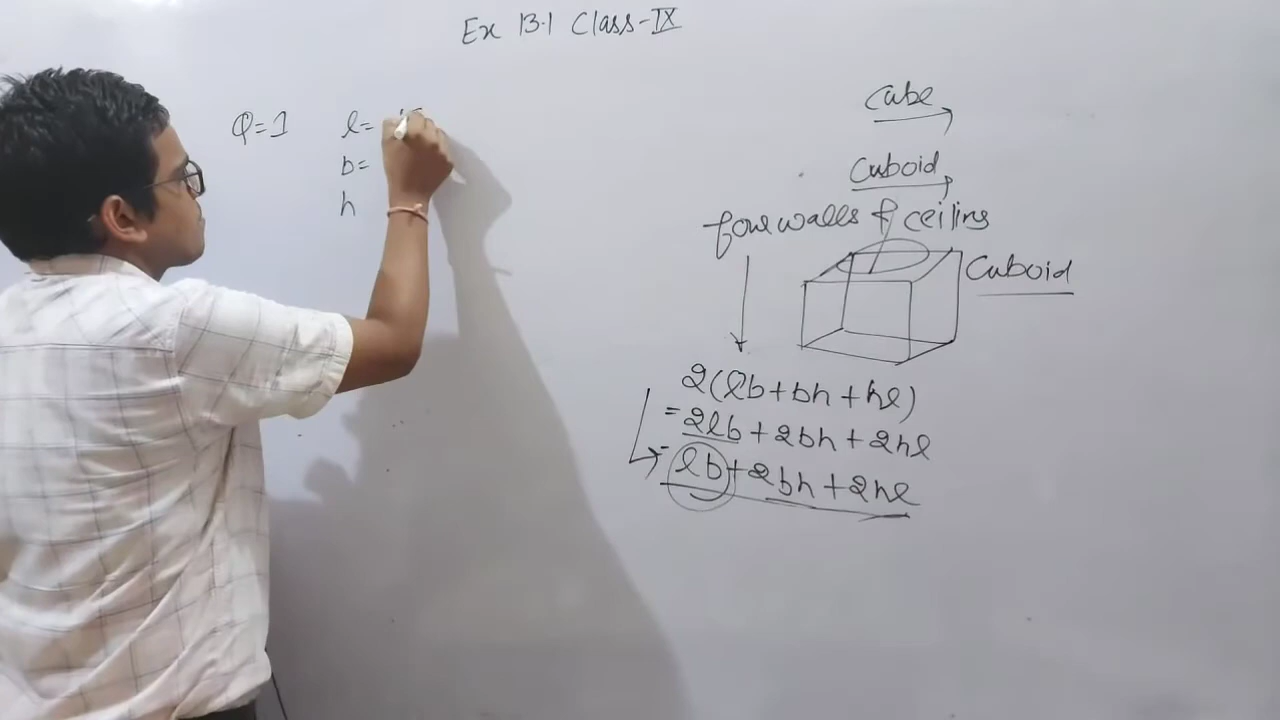 Ex 13.1 Class-IX
Q=1 l=
b=
h
Cube
Cuboid
four walls & ceiling
Cuboid
2(lb+bh+hl)
=2lb+2bh+2hl
=lb+2bh+2hl